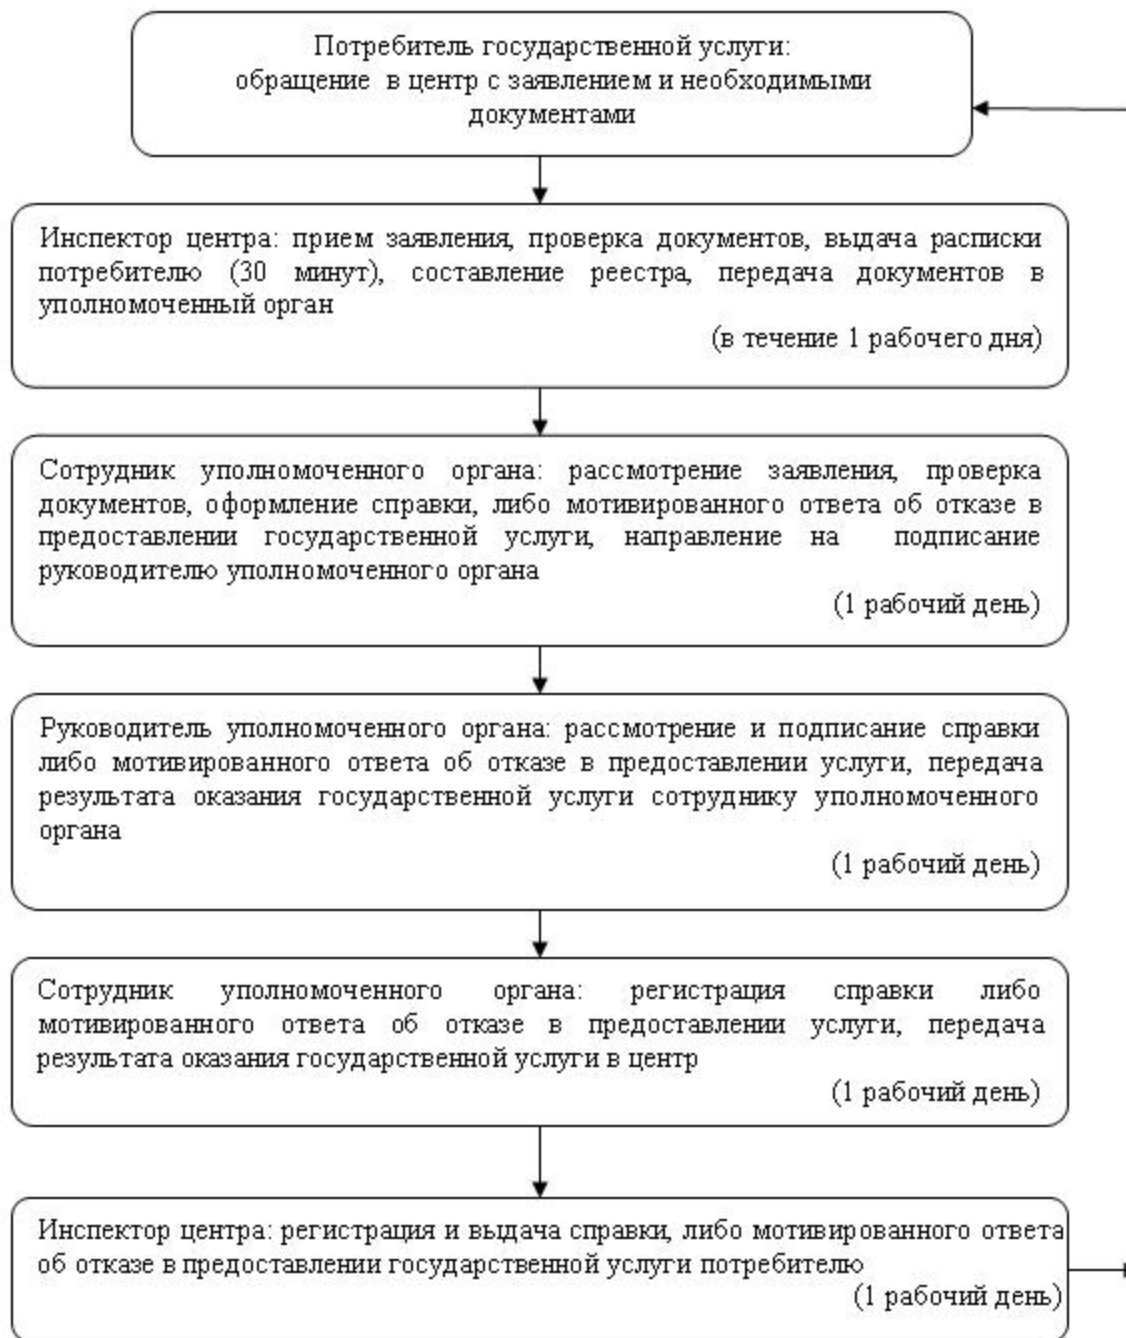 Потребитель государственной услуги:
обращение в центр с заявлением и необходимыми
документами
Инспектор центра: прием заявления, проверка документов, выдача расписки
потребителю (30 минут), составление реестра, передача документов в
уполномоченный орган
(в течение 1 рабочего дня)
Сотрудник уполномоченного органа: рассмотрение заявления, проверка
документов, оформление справки, либо мотивированного ответа об отказе в
предоставлении государственной услуги, направление на подписание
руководителю уполномоченного органа
(1 рабочий день)
Руководитель уполномоченного органа: рассмотрение и подписание справки
либо мотивированного ответа об отказе в предоставлении услуги, передача
результата оказания государственной услуги сотруднику уполномоченного
органа
(1 рабочий день)
Сотрудник уполномоченного органа: регистрация справки либо
мотивированного ответа об отказе в предоставлении услуги, передача
результата оказания государственной услуги в центр
(1 рабочий день)
Инспектор центра: регистрация и выдача справки, либо мотивированного ответа
об отказе в предоставлении государственной услуги потребителю
(1 рабочий день)